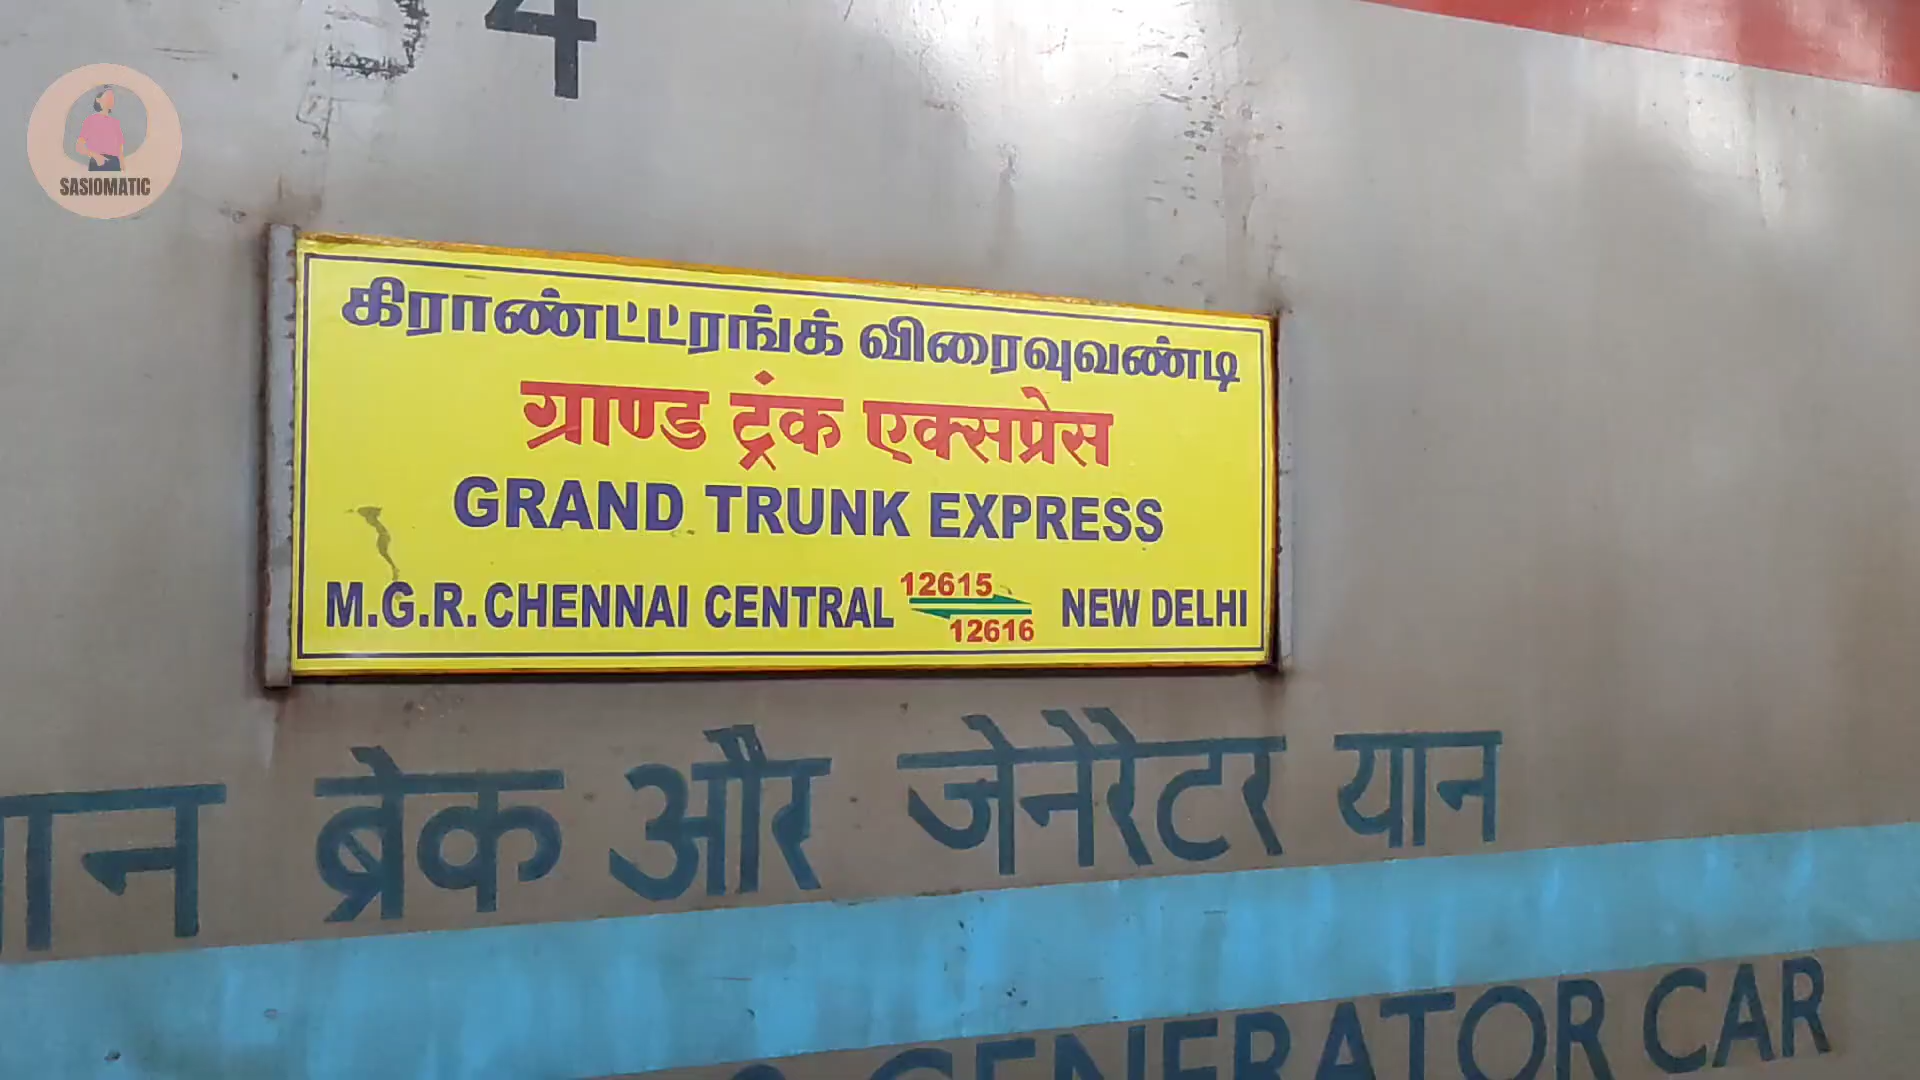 4
SASIOMATIC
கிராண்ட்ட்ரங்க் விரைவுவண்டி
ग्राण्ड ट्रंक एक्सप्रेस
GRAND TRUNK EXPRESS
M.G.R. CHENNAI CENTRAL 12615 12616 NEW DELHI
ब्रेक और जेनेरैटर यान
GENERATOR CAR